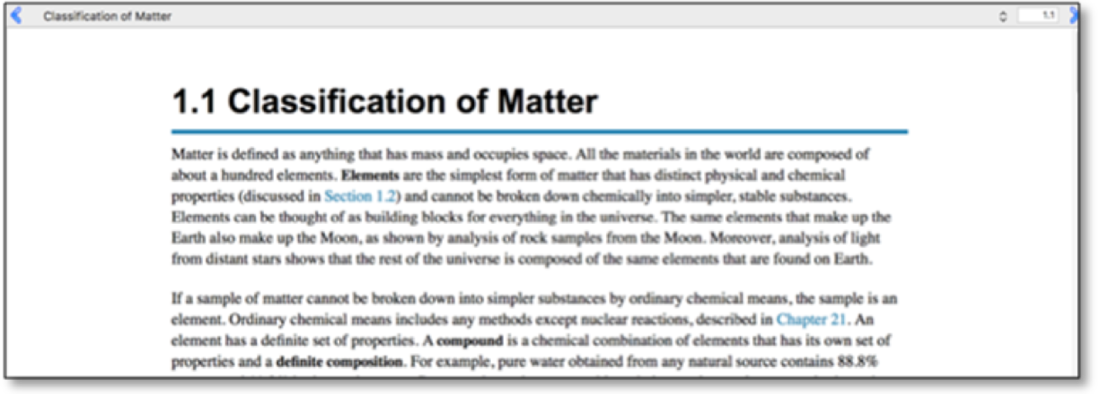 Classification of Matter
1.1
1.1 Classification of Matter
Matter is defined as anything that has mass and occupies space. All the materials in the world are composed of
about a hundred elements. Elements are the simplest form of matter that has distinct physical and chemical
properties (discussed in Section 1.2) and cannot be broken down chemically into simpler, stable substances.
Elements can be thought of as building blocks for everything in the universe. The same elements that make up the
Earth also make up the Moon, as shown by analysis of rock samples from the Moon. Moreover, analysis of light
from distant stars shows that the rest of the universe is composed of the same elements that are found on Earth.
If a sample of matter cannot be broken down into simpler substances by ordinary chemical means, the sample is an
element. Ordinary chemical means includes any methods except nuclear reactions, described in Chapter 21. An
element has a definite set of properties. A compound is a chemical combination of elements that has its own set of
properties and a definite composition. For example, pure water obtained from any natural source contains 88.8%